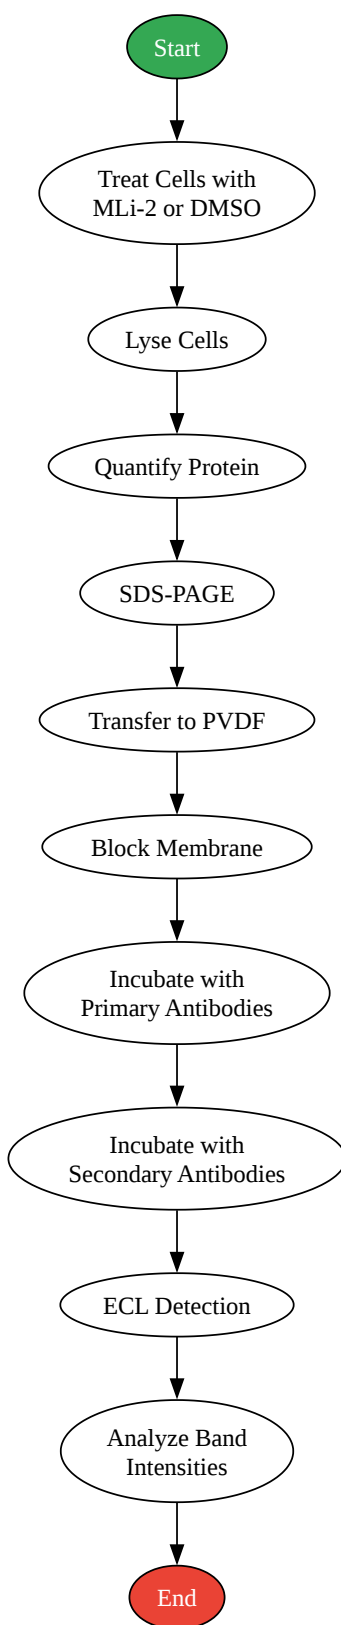 Start
Treat Cells with
MLi-2 or DMSO
Lyse Cells
Quantify Protein
SDS-PAGE
Transfer to PVDF
Block Membrane
Incubate with
Primary Antibodies
Incubate with
Secondary Antibodies
ECL Detection
Analyze Band
Intensities
End